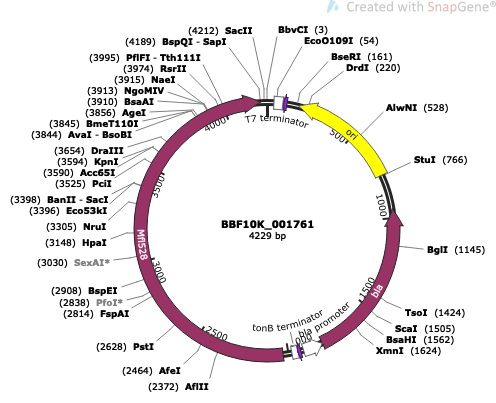 Created with SnapGene®
(4212) SacII
BbvCI (3)
(4189) BspQI - SapI
EcoO109I (54)
(3995) PflFI - Tth111I
BseRI (161)
(3974) RsrII
DrdI (220)
(3915) NaeI
(3913) NgoMIV
(3910) BsaAI
(3856) AgeI
(3845) BmeT110I
(3844) AvaI - BsoBI
(3654) DraIII
(3594) KpnI
(3590) Acc65I
(3525) PciI
(3398) BanII - SacI
(3396) Eco53kI
(3305) NruI
(3148) HpaI
(3030) SexAI*
(2908) BspEI
(2838) PfoI*
(2814) FspAI
(2628) PstI
(2464) AfeI
(2372) AflII
AlwNI (528)
StuI (766)
BglI (1145)
TsoI (1424)
ScaI (1505)
BsaHI (1562)
XmnI (1624)
T7 terminator
ori
bla
bla promoter
tonB terminator
Mfl528
500
1000
1500
2500
3000
3500
4000
BBF10K_001761
4229 bp